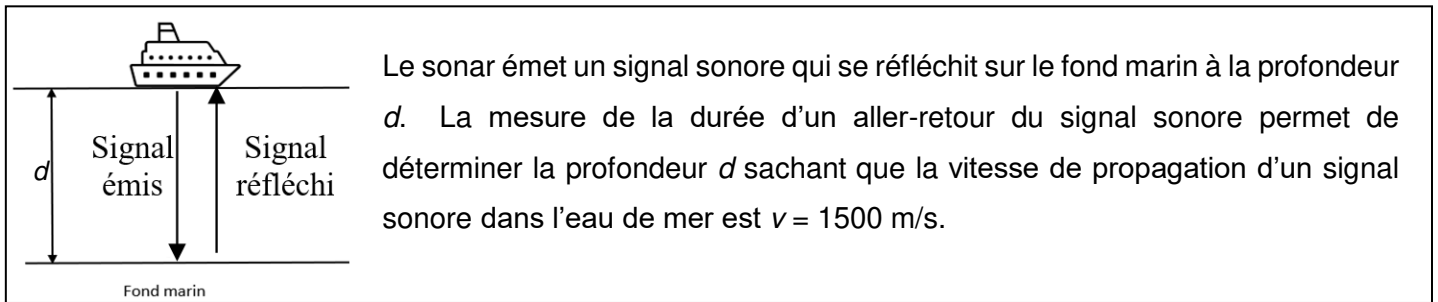 d
Signal
émis
Signal
réfléchi
Fond marin
Le sonar émet un signal sonore qui se réfléchit sur le fond marin à la profondeur
d. La mesure de la durée d’un aller-retour du signal sonore permet de
déterminer la profondeur d sachant que la vitesse de propagation d’un signal
sonore dans l’eau de mer est v = 1500 m/s.